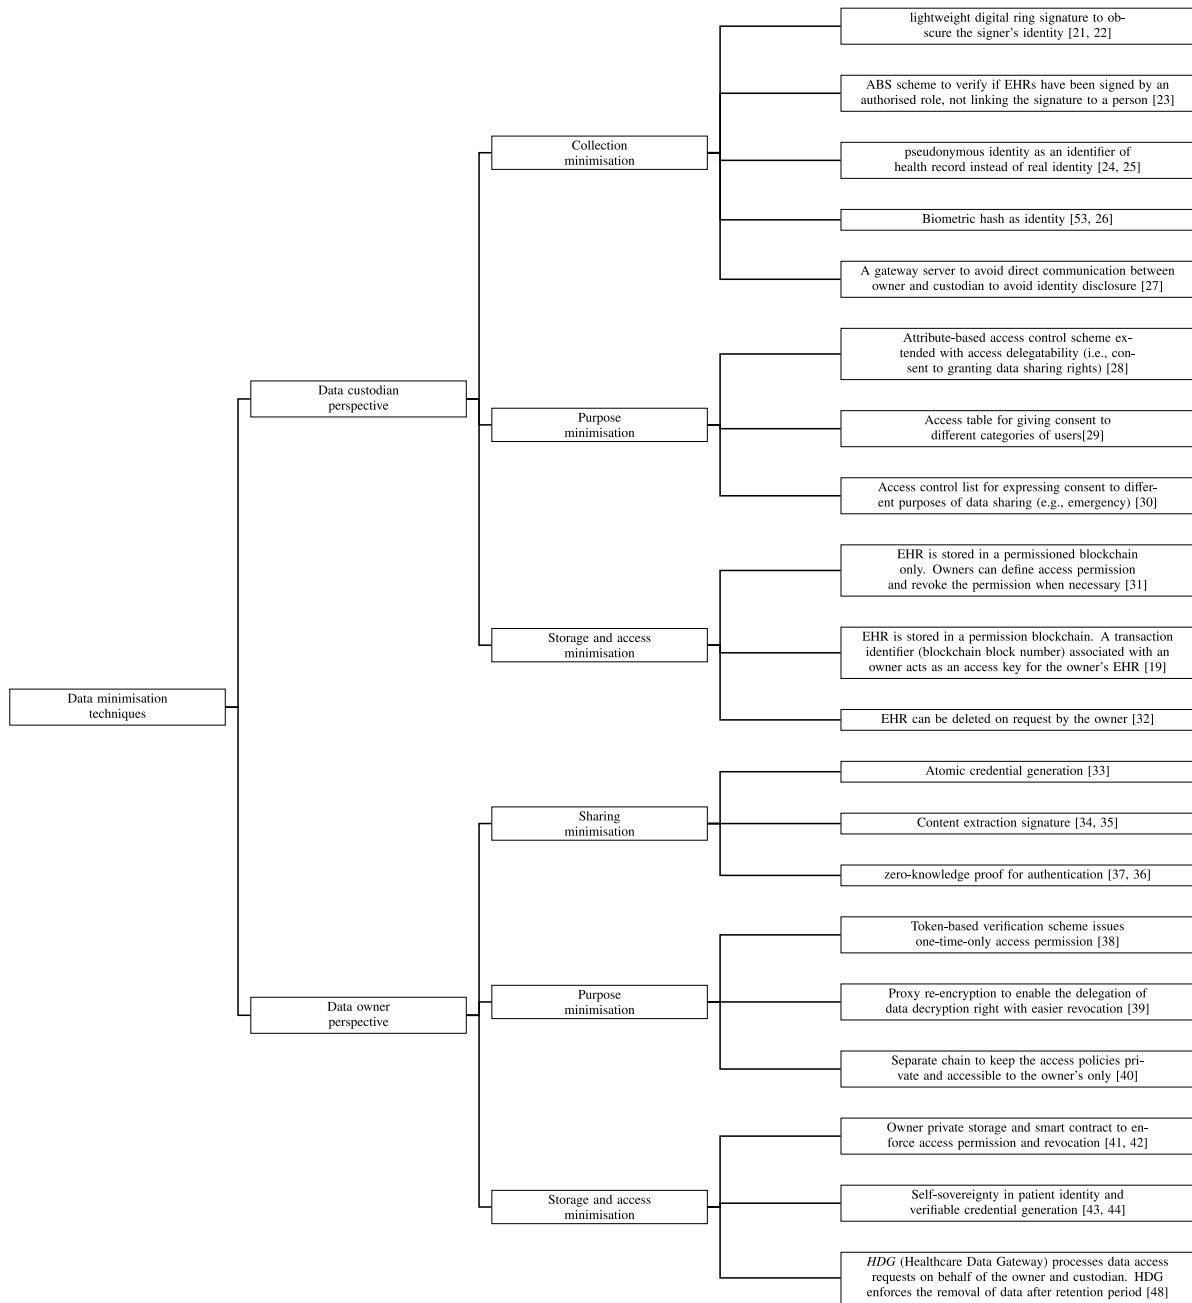 Data minimisation
techniques
Data custodian
perspective
Collection
minimisation
lightweight digital ring signature to ob-
scure the signer's identity [21, 22]
ABS scheme to verify if EHRs have been signed by an
authorised role, not linking the signature to a person [23]
pseudonymous identity as an identifier of
health record instead of real identity [24, 25]
Biometric hash as identity [53, 26]
A gateway server to avoid direct communication between
owner and custodian to avoid identity disclosure [27]
Purpose
minimisation
Attribute-based access control scheme ex-
tended with access delegatability (i.e., con-
sent to granting data sharing rights) [28]
Access table for giving consent to
different categories of users[29]
Access control list for expressing consent to differ-
ent purposes of data sharing (e.g., emergency) [30]
Storage and access
minimisation
EHR is stored in a permissioned blockchain
only. Owners can define access permission
and revoke the permission when necessary [31]
EHR is stored in a permission blockchain. A transaction
identifier (blockchain block number) associated with an
owner acts as an access key for the owner's EHR [19]
EHR can be deleted on request by the owner [32]
Data owner
perspective
Sharing
minimisation
Atomic credential generation [33]
Content extraction signature [34, 35]
zero-knowledge proof for authentication [37, 36]
Purpose
minimisation
Token-based verification scheme issues
one-time-only access permission [38]
Proxy re-encryption to enable the delegation of
data decryption right with easier revocation [39]
Separate chain to keep the access policies pri-
vate and accessible to the owner's only [40]
Storage and access
minimisation
Owner private storage and smart contract to en-
force access permission and revocation [41, 42]
Self-sovereignty in patient identity and
verifiable credential generation [43, 44]
HDG (Healthcare Data Gateway) processes data access
requests on behalf of the owner and custodian. HDG
enforces the removal of data after retention period [48]